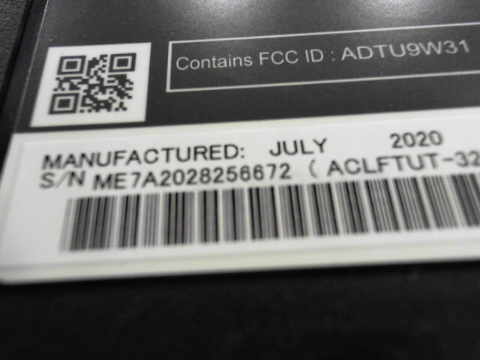 Contains FCC ID : ADTU9W31
MANUFACTURED: JULY 2020
S/N ME7A2028256672 ( ACLFTUT-32